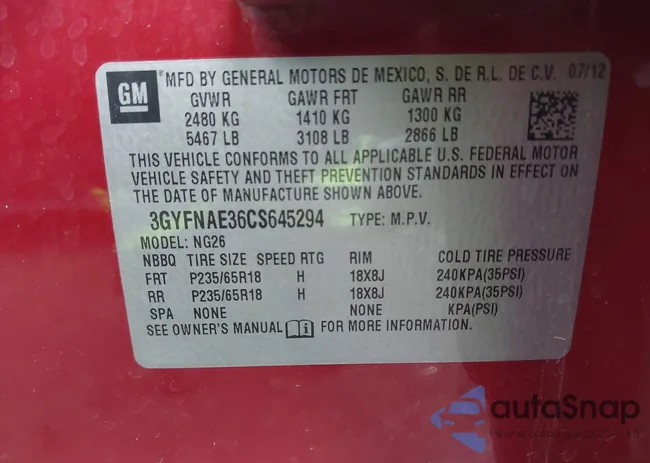 GM
MFD BY GENERAL MOTORS DE MEXICO, S. DE R.L. DE C.V. 07/12
GVWR GAWR FRT GAWR RR
2480 KG 1410 KG 1300 KG
5467 LB 3108 LB 2866 LB
THIS VEHICLE CONFORMS TO ALL APPLICABLE U.S. FEDERAL MOTOR
VEHICLE SAFETY AND THEFT PREVENTION STANDARDS IN EFFECT ON
THE DATE OF MANUFACTURE SHOWN ABOVE.
3GYFNAE36CS645294 TYPE: M.P.V.
MODEL: NG26
NBBQ TIRE SIZE SPEED RTG RIM COLD TIRE PRESSURE
FRT P235/65R18 H 18X8J 240KPA(35PSI)
RR P235/65R18 H 18X8J 240KPA(35PSI)
SPA NONE NONE KPA(PSI)
SEE OWNER'S MANUAL FOR MORE INFORMATION.
autoSnap